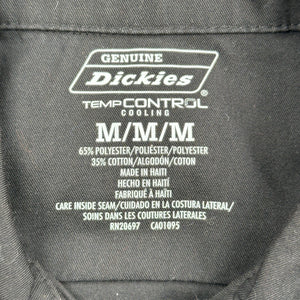 GENUINE
Dickies
TEMPCONTROL
COOLING
M/M/M
65% POLYESTER/POLIÉSTER/POLYESTER
35% COTTON/ALGODÓN/COTON
MADE IN HAITI
HECHO EN HAITÍ
FABRIQUÉ À HAÏTI
CARE INSIDE SEAM/CUIDADO EN LA COSTURA LATERAL/
SOINS DANS LES COUTURES LATERALES
RN20697 CA01095